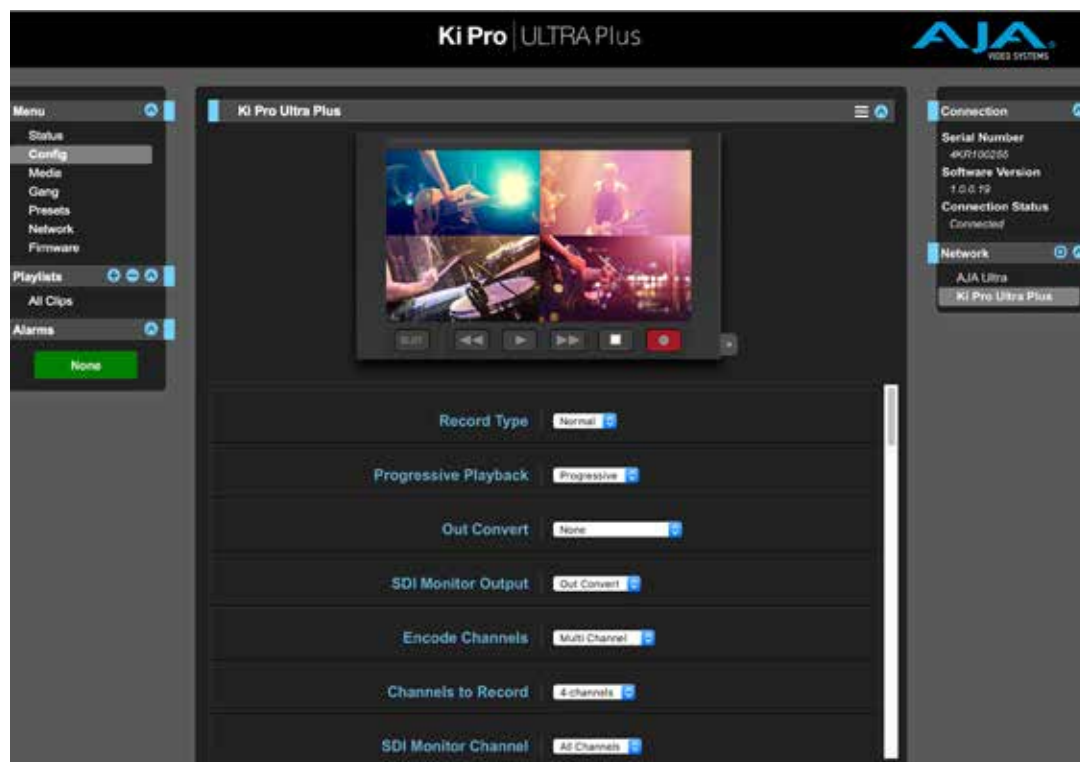 Ki Pro ULTRA Plus
AJA
VIDEO SYSTEMS
Menu
Status
Config
Media
Gang
Presets
Network
Firmware
Playlists
All Clips
Alarms
None
Ki Pro Ultra Plus
Record Type
Normal
Progressive Playback
Progressive
Out Convert
None
SDI Monitor Output
Out Convert
Encode Channels
Multi Channel
Channels to Record
4 channels
SDI Monitor Channel
All Channels
Connection
Serial Number
4KR100255
Software Version
1.0.0.19
Connection Status
Connected
Network
AJA Ultra
Ki Pro Ultra Plus